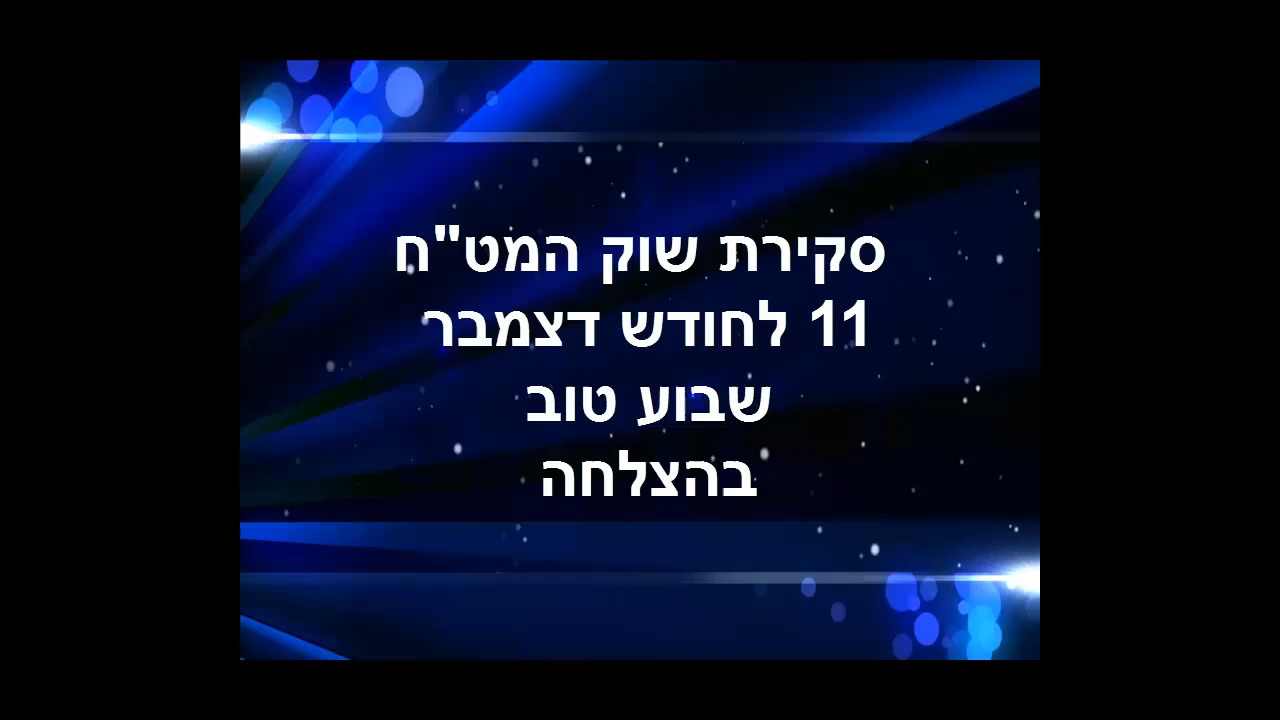 סקירת שוק המט"ח
11 לחודש דצמבר
שבוע טוב
בהצלחה